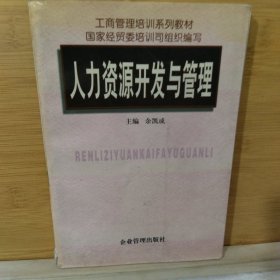 工商管理培训系列教材
国家经贸委培训司组织编写
人力资源开发与管理
主编 余凯成
RENLIZIYUANKAIFAYUGUANLI
企业管理出版社